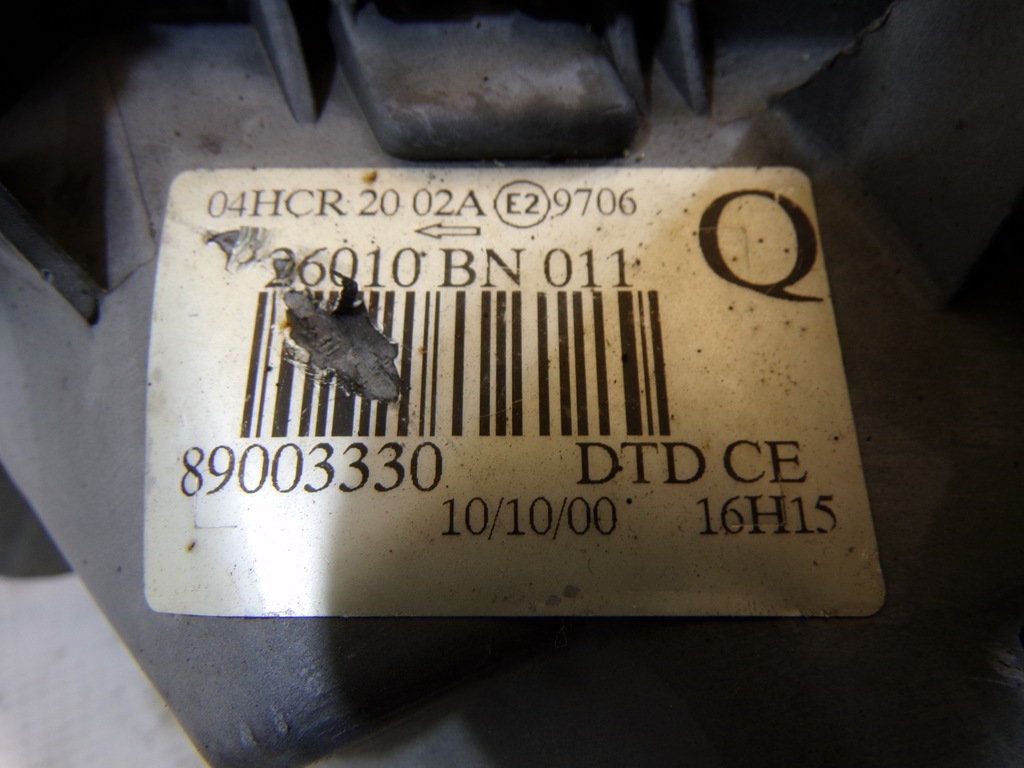 04HCR 20 02A E2 9706
Q
26010 BN 011
89003330 DTD CE
10/10/00 16H15